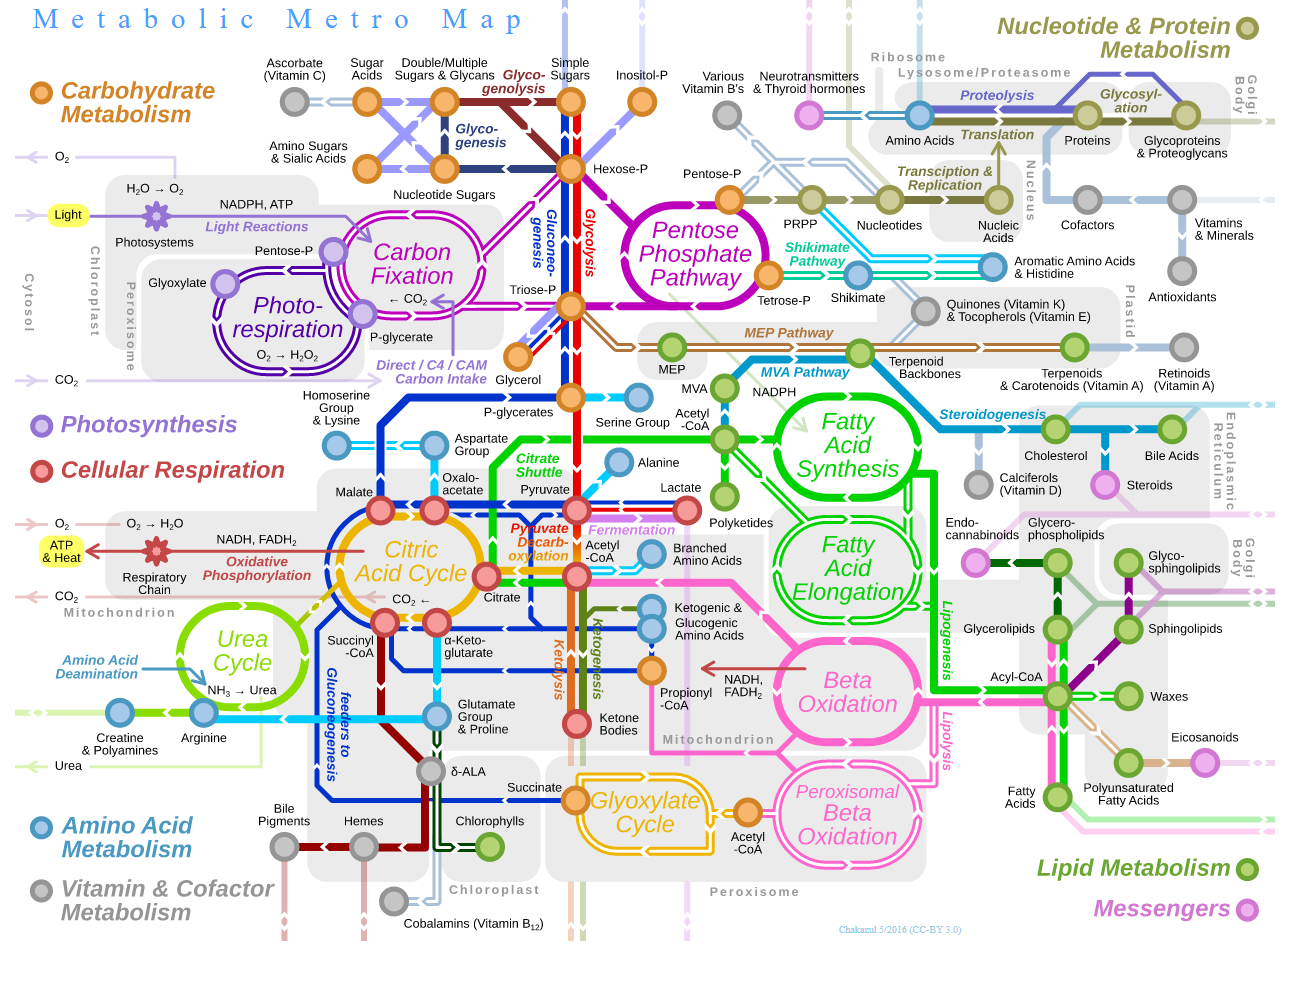 Metabolic Metro Map
Nucleotide & Protein
Metabolism
Carbohydrate
Metabolism
Ascorbate
(Vitamin C)
Sugar
Acids
Double/Multiple
Sugars & Glycans
Glyco-
genolysis
Simple
Sugars
Inositol-P
Various
Vitamin B's
Neurotransmitters
& Thyroid hormones
Ribosome
Lysosome/Proteasome
Golgi
Body
Proteolysis
Glycosyl-
ation
Translation
Amino Acids
Proteins
Glycoproteins
& Proteoglycans
Amino Sugars
& Sialic Acids
Glyco-
genesis
Nucleotide Sugars
Hexose-P
Pentose-P
Transciption &
Replication
Nucleus
PRPP
Nucleotides
Nucleic
Acids
Cofactors
Vitamins
& Minerals
Antioxidants
O₂
H₂O → O₂
Light
NADPH, ATP
Light Reactions
Photosystems
Pentose-P
Carbon
Fixation
← CO₂
Glyoxylate
Photo-
respiration
O₂ → H₂O₂
P-glycerate
Direct / C4 / CAM
Carbon Intake
Cytosol
Chloroplast
Peroxisome
CO₂
Gluconeo-
genesis
Glycolysis
Triose-P
Glycerol
Pentose
Phosphate
Pathway
Shikimate
Pathway
Tetrose-P
Shikimate
Aromatic Amino Acids
& Histidine
Quinones (Vitamin K)
& Tocopherols (Vitamin E)
Plastid
MEP Pathway
MEP
MVA Pathway
Terpenoid
Backbones
Terpenoids
& Carotenoids (Vitamin A)
Retinoids
(Vitamin A)
MVA
NADPH
Photosynthesis
Cellular Respiration
Homoserine
Group
& Lysine
P-glycerates
Serine Group
Acetyl
-CoA
Fatty
Acid
Synthesis
Steroidogenesis
Cholesterol
Bile Acids
Endoplasmic
Reticulum
Calciferols
(Vitamin D)
Steroids
Aspartate
Group
Citrate
Shuttle
Alanine
Oxalo-
acetate
Malate
Pyruvate
Lactate
Polyketides
Pyruvate
Decarb-
oxylation
Fermentation
O₂
O₂ → H₂O
ATP
& Heat
NADH, FADH₂
Oxidative
Phosphorylation
Respiratory
Chain
CO₂
Mitochondrion
Citric
Acid Cycle
CO₂ ←
Citrate
Acetyl
-CoA
Branched
Amino Acids
Fatty
Acid
Elongation
Endo-
cannabinoids
Glycero-
phospholipids
Glyco-
sphingolipids
Golgi
Body
Glycerolipids
Sphingolipids
Lipogenesis
Urea
Cycle
NH₃ → Urea
Amino Acid
Deamination
Succinyl
-CoA
α-Keto-
glutarate
Ketogenic &
Glucogenic
Amino Acids
Ketolysis
Ketogenesis
Propionyl
-CoA
NADH,
FADH₂
Beta
Oxidation
Acyl-CoA
Waxes
Creatine
& Polyamines
Arginine
Urea
feeders to
Gluconeogenesis
Glutamate
Group
& Proline
Ketone
Bodies
Mitochondrion
Lipolysis
Eicosanoids
Polyunsaturated
Fatty Acids
Fatty
Acids
δ-ALA
Succinate
Glyoxylate
Cycle
Acetyl
-CoA
Peroxisomal
Beta
Oxidation
Bile
Pigments
Hemes
Chlorophylls
Chloroplast
Peroxisome
Cobalamins (Vitamin B₁₂)
Amino Acid
Metabolism
Vitamin & Cofactor
Metabolism
Lipid Metabolism
Messengers
Chakazul 5/2016 (CC-BY 3.0)